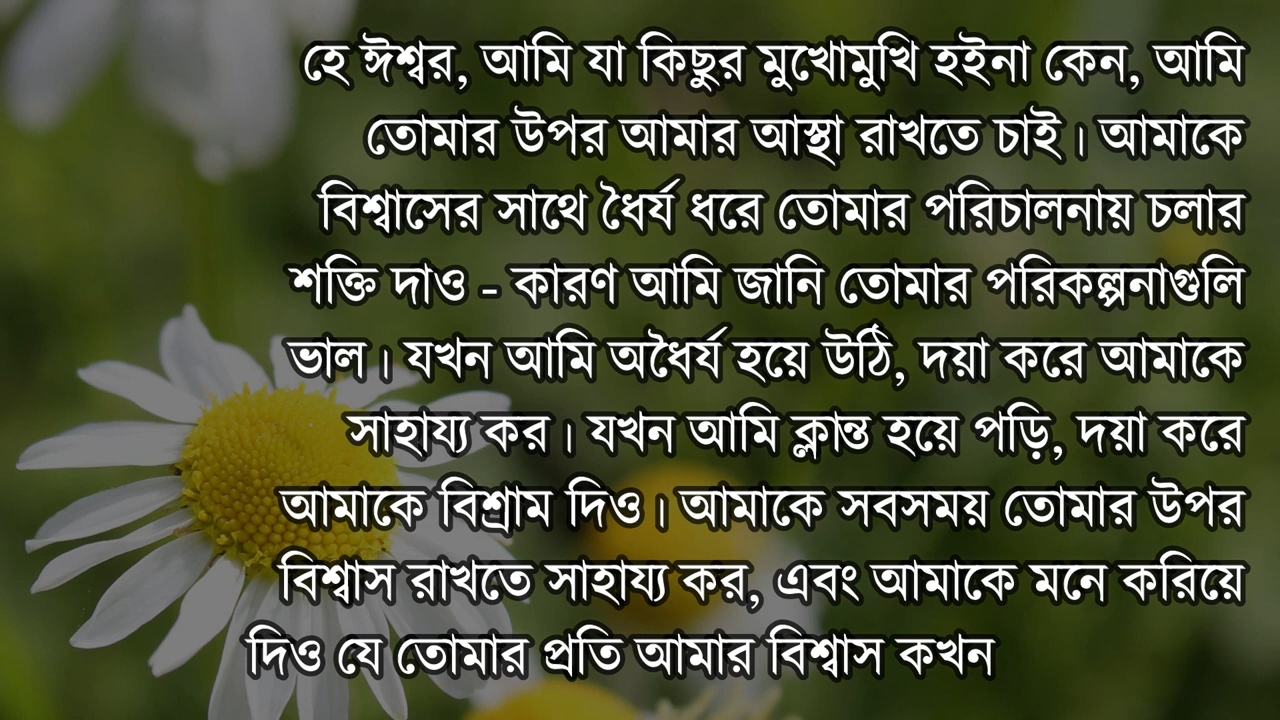 হে ঈশ্বর, আমি যা কিছুর মুখোমুখি হইনা কেন, আমি
তোমার উপর আমার আস্থা রাখতে চাই। আমাকে
বিশ্বাসের সাথে ধৈর্য ধরে তোমার পরিচালনায় চলার
শক্তি দাও - কারণ আমি জানি তোমার পরিকল্পনাগুলি
ভাল। যখন আমি অধৈর্য হয়ে উঠি, দয়া করে আমাকে
সাহায্য কর। যখন আমি ক্লান্ত হয়ে পড়ি, দয়া করে
আমাকে বিশ্রাম দিও। আমাকে সবসময় তোমার উপর
বিশ্বাস রাখতে সাহায্য কর, এবং আমাকে মনে করিয়ে
দিও যে তোমার প্রতি আমার বিশ্বাস কখন